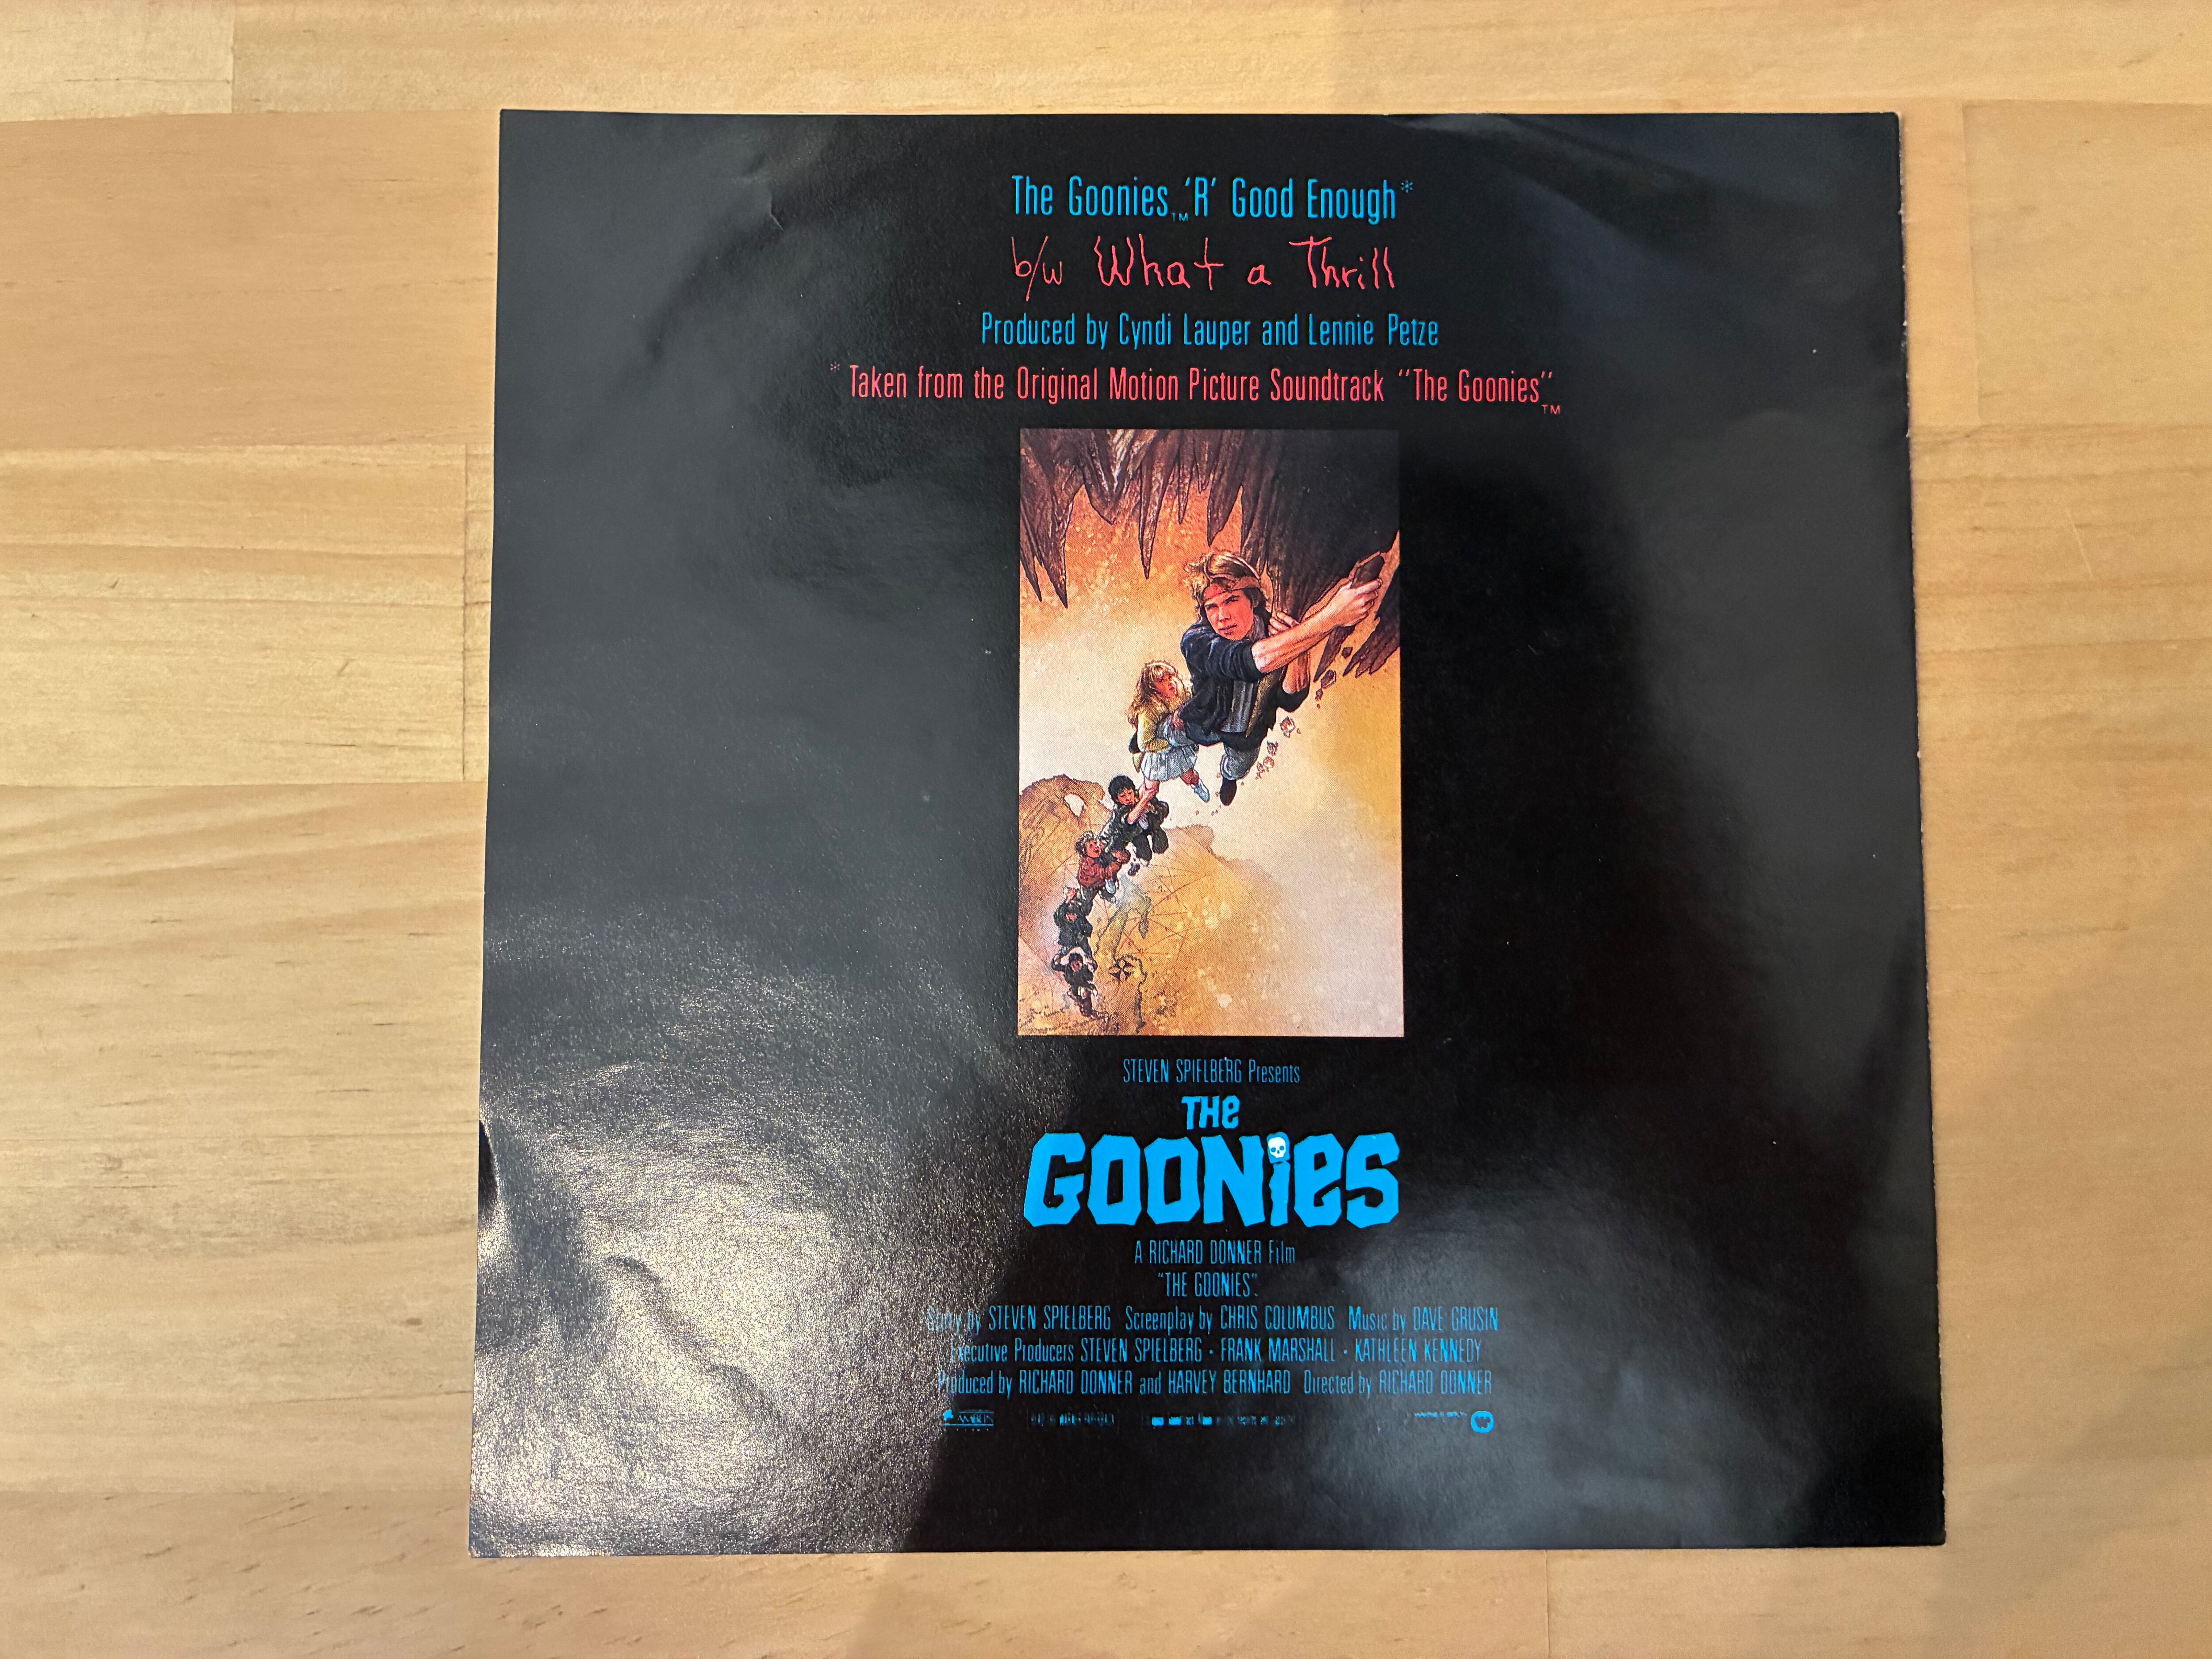 The Goonies™ 'R' Good Enough*
b/w What a Thrill
Produced by Cyndi Lauper and Lennie Petze
* Taken from the Original Motion Picture Soundtrack "The Goonies"™
STEVEN SPIELBERG Presents
THE
GOONIES
A RICHARD DONNER Film
"THE GOONIES".
Story by STEVEN SPIELBERG Screenplay by CHRIS COLUMBUS Music by DAVE GRUSIN
Executive Producers STEVEN SPIELBERG • FRANK MARSHALL • KATHLEEN KENNEDY
Produced by RICHARD DONNER and HARVEY BERNHARD Directed by RICHARD DONNER
AMBLIN